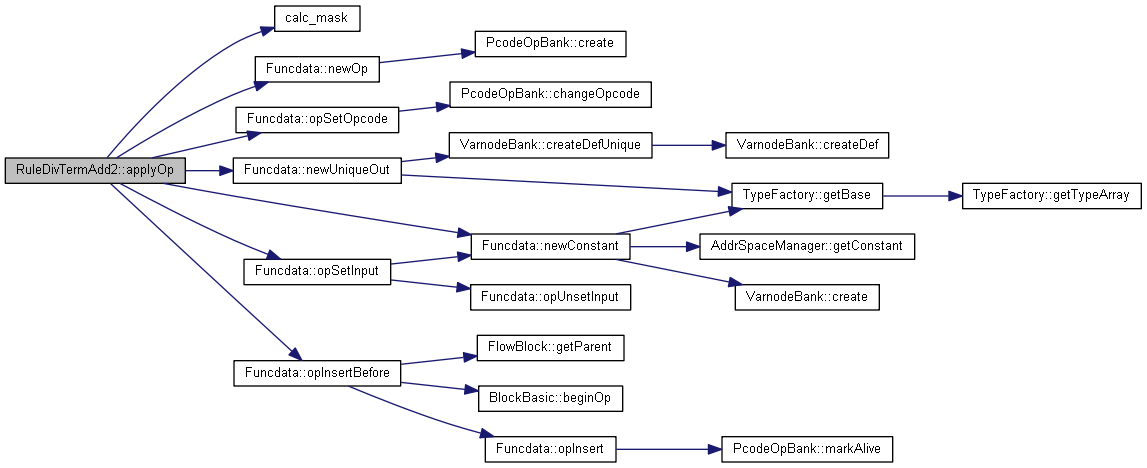 calc_mask
PcodeOpBank::create
Funcdata::newOp
PcodeOpBank::changeOpcode
Funcdata::opSetOpcode
VarnodeBank::createDefUnique
VarnodeBank::createDef
RuleDivTermAdd2::applyOp
Funcdata::newUniqueOut
TypeFactory::getBase
TypeFactory::getTypeArray
Funcdata::newConstant
AddrSpaceManager::getConstant
Funcdata::opSetInput
Funcdata::opUnsetInput
VarnodeBank::create
FlowBlock::getParent
Funcdata::opInsertBefore
BlockBasic::beginOp
Funcdata::opInsert
PcodeOpBank::markAlive